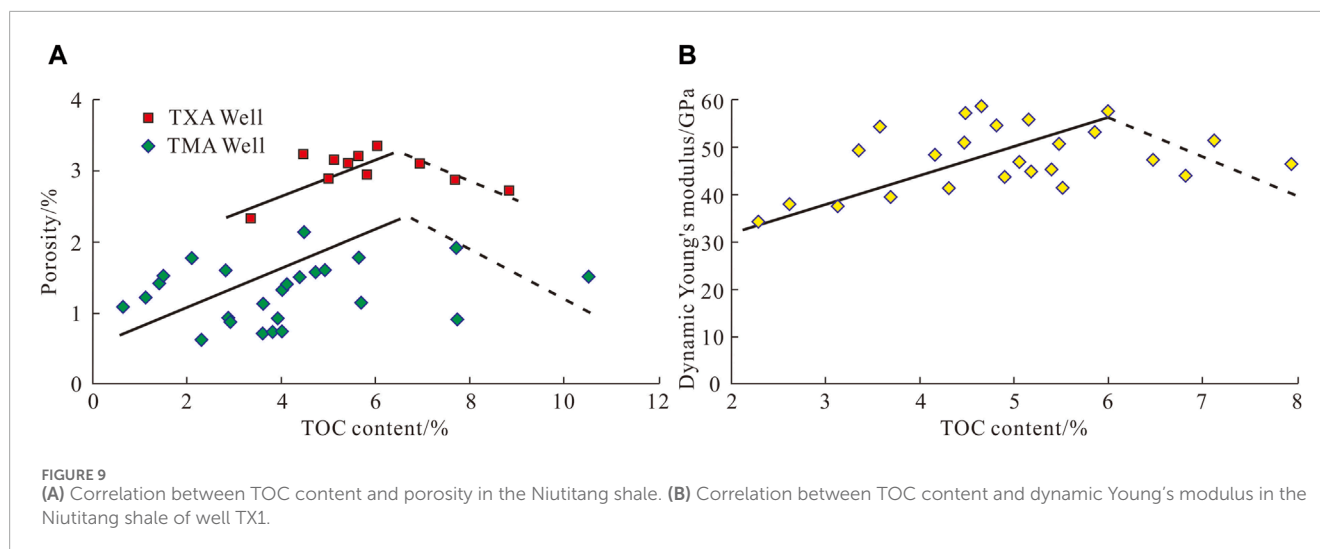 A
TXA Well
TMA Well
4
3
2
1
0
Porosity/%
0 2 4 6 8 10 12
TOC content/%
B
60
50
40
30
20
10
0
Dynamic Young's modulus/GPa
2 3 4 5 6 7 8
TOC content/%
FIGURE 9
(A) Correlation between TOC content and porosity in the Niutitang shale. (B) Correlation between TOC content and dynamic Young's modulus in the
Niutitang shale of well TX1.